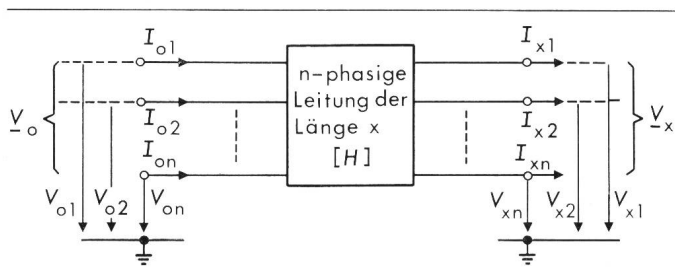 I_o1
I_o2
I_on
V_o
V_o1
V_o2
V_on
n-phasige
Leitung der
Länge x
[H]
I_x1
I_x2
I_xn
V_x
V_xn
V_x2
V_x1